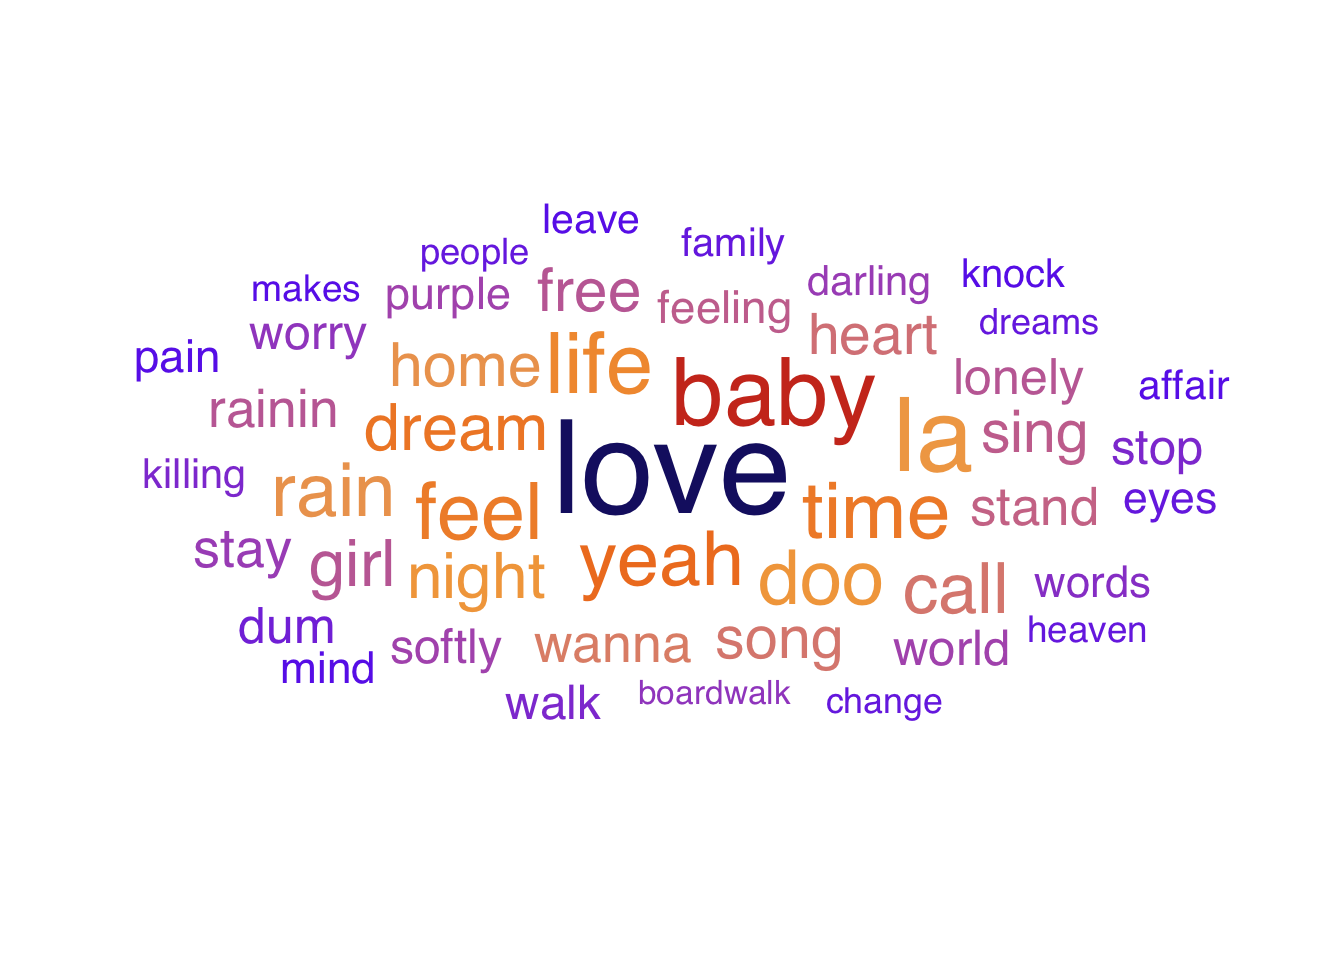 leave
people
family
makes
purple
free
feeling
darling
knock
pain
worry
home
life
baby
heart
dreams
rainin
dream
love
la
lonely
sing
affair
killing
rain
feel
time
stand
stop
eyes
stay
girl
night
yeah
doo
call
words
dum
mind
softly
wanna
song
world
heaven
walk
boardwalk
change